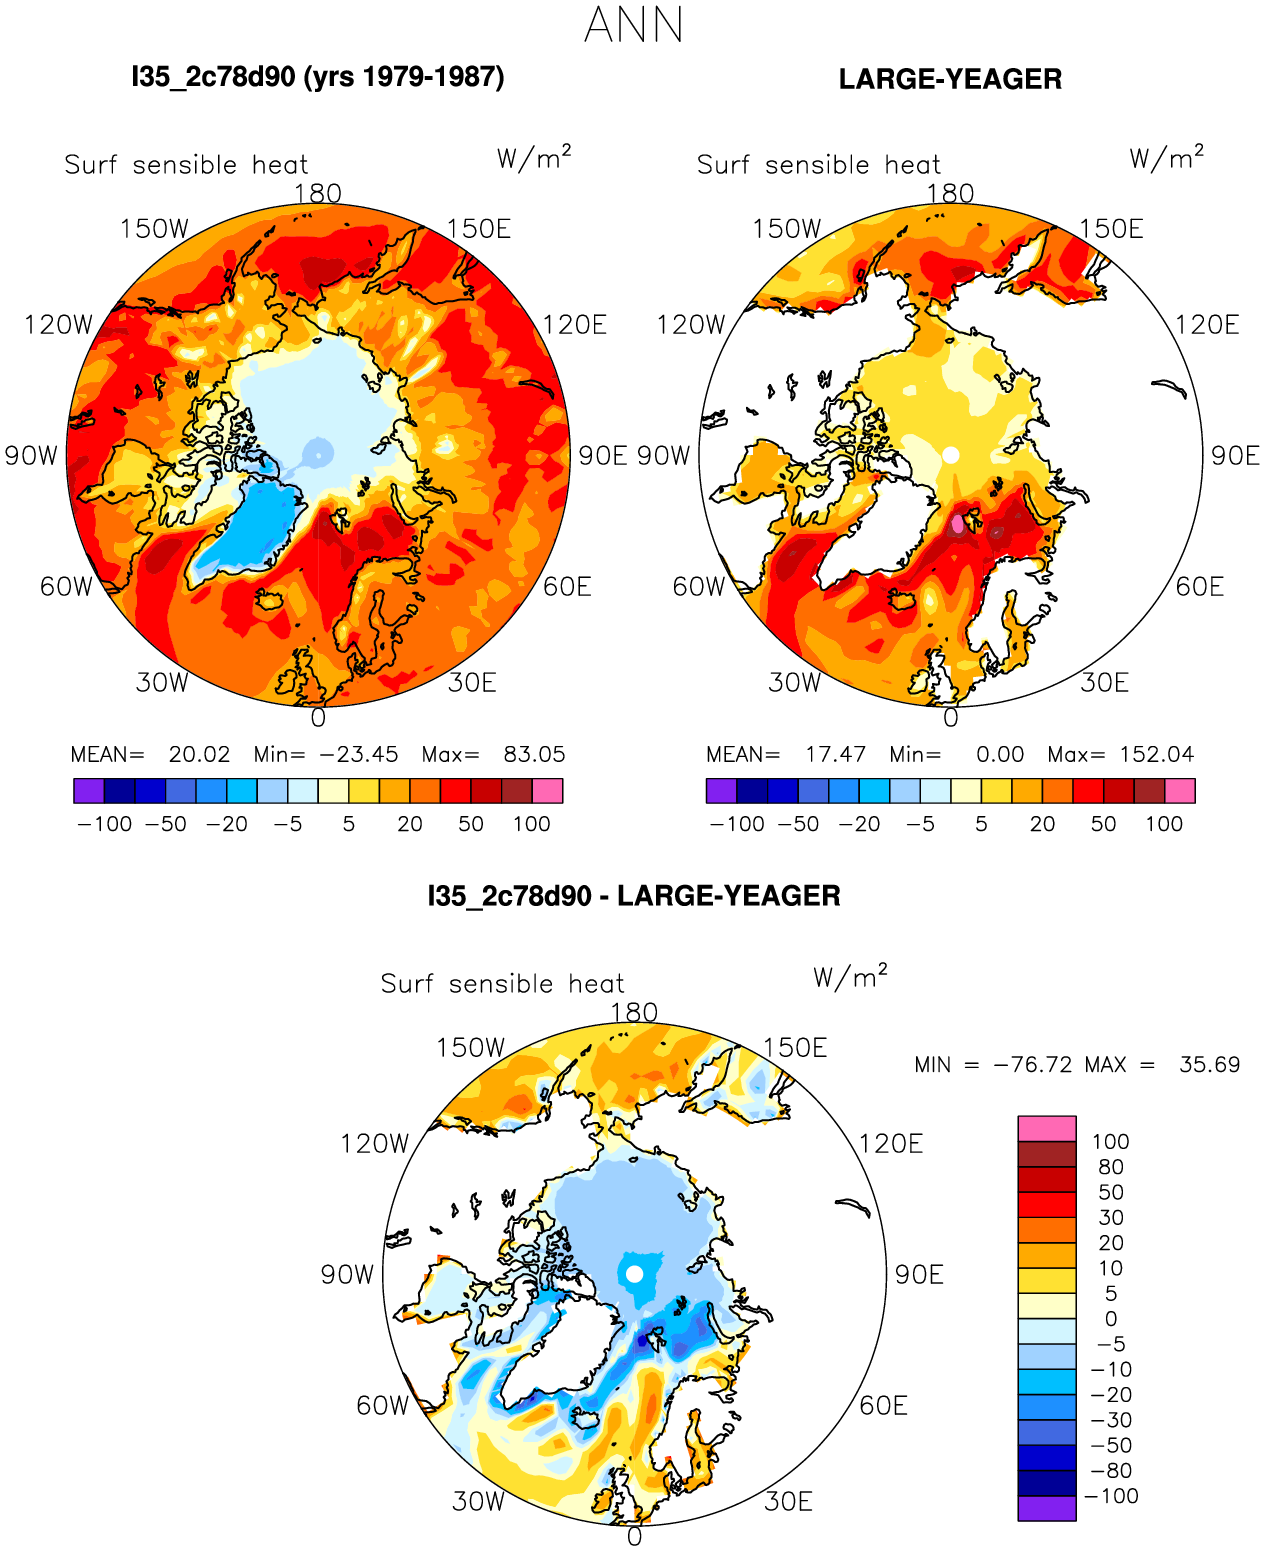 ANN
I35_2c78d90 (yrs 1979-1987)
LARGE-YEAGER
Surf sensible heat
W/m²
Surf sensible heat
W/m²
180
150W
150E
120W
120E
90W
90E
60W
60E
30W
30E
0
180
150W
150E
120W
120E
90W
90E
60W
60E
30W
30E
0
MEAN= 20.02 Min= −23.45 Max= 83.05
−100 −50 −20 −5 5 20 50 100
MEAN= 17.47 Min= 0.00 Max= 152.04
−100 −50 −20 −5 5 20 50 100
I35_2c78d90 - LARGE-YEAGER
Surf sensible heat
W/m²
180
150W
150E
120W
120E
90W
90E
60W
60E
30W
30E
0
MIN = −76.72 MAX = 35.69
100
80
50
30
20
10
5
0
−5
−10
−20
−30
−50
−80
−100